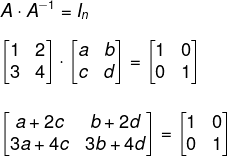 A · A⁻¹ = Iₙ
[1 2; 3 4] · [a b; c d] = [1 0; 0 1]
[a + 2c b + 2d; 3a + 4c 3b + 4d] = [1 0; 0 1]